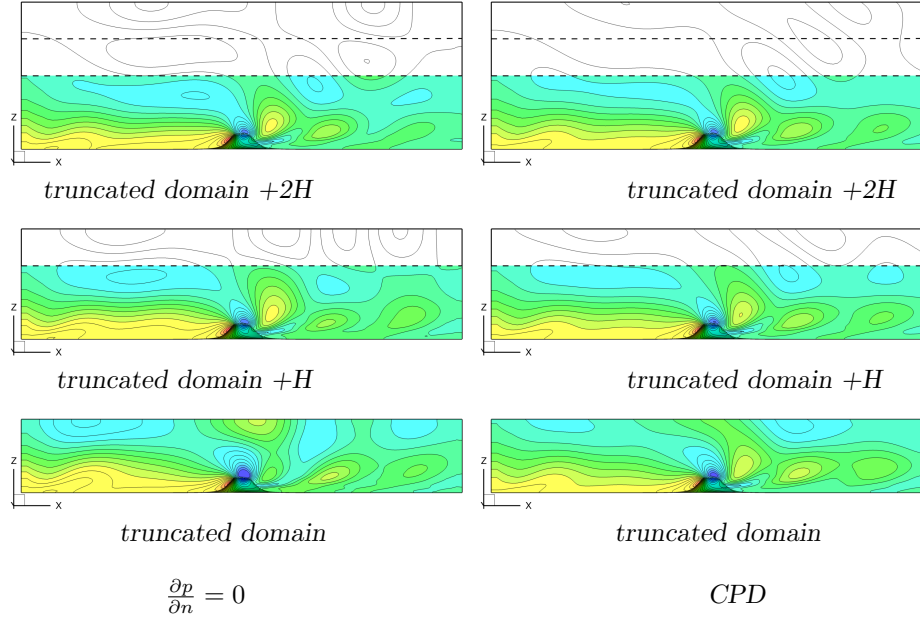 Z
Y X
truncated domain +2H
Z
Y X
truncated domain +2H
Z
Y X
truncated domain +H
Z
Y X
truncated domain +H
Z
Y X
truncated domain
Z
Y X
truncated domain
∂p/∂n = 0
CPD